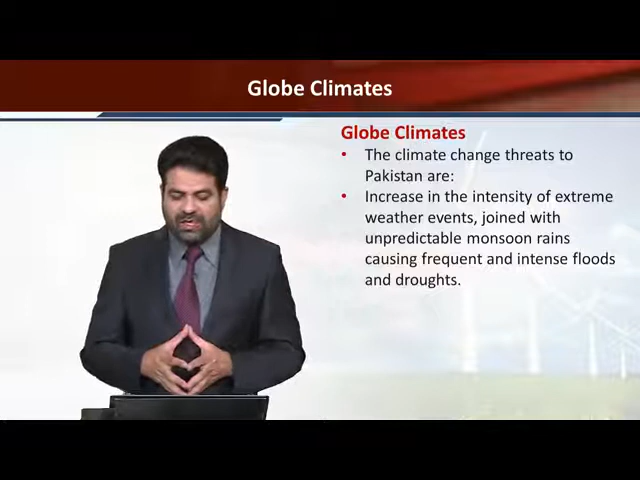 Globe Climates
Globe Climates
• The climate change threats to
Pakistan are:
• Increase in the intensity of extreme
weather events, joined with
unpredictable monsoon rains
causing frequent and intense floods
and droughts.